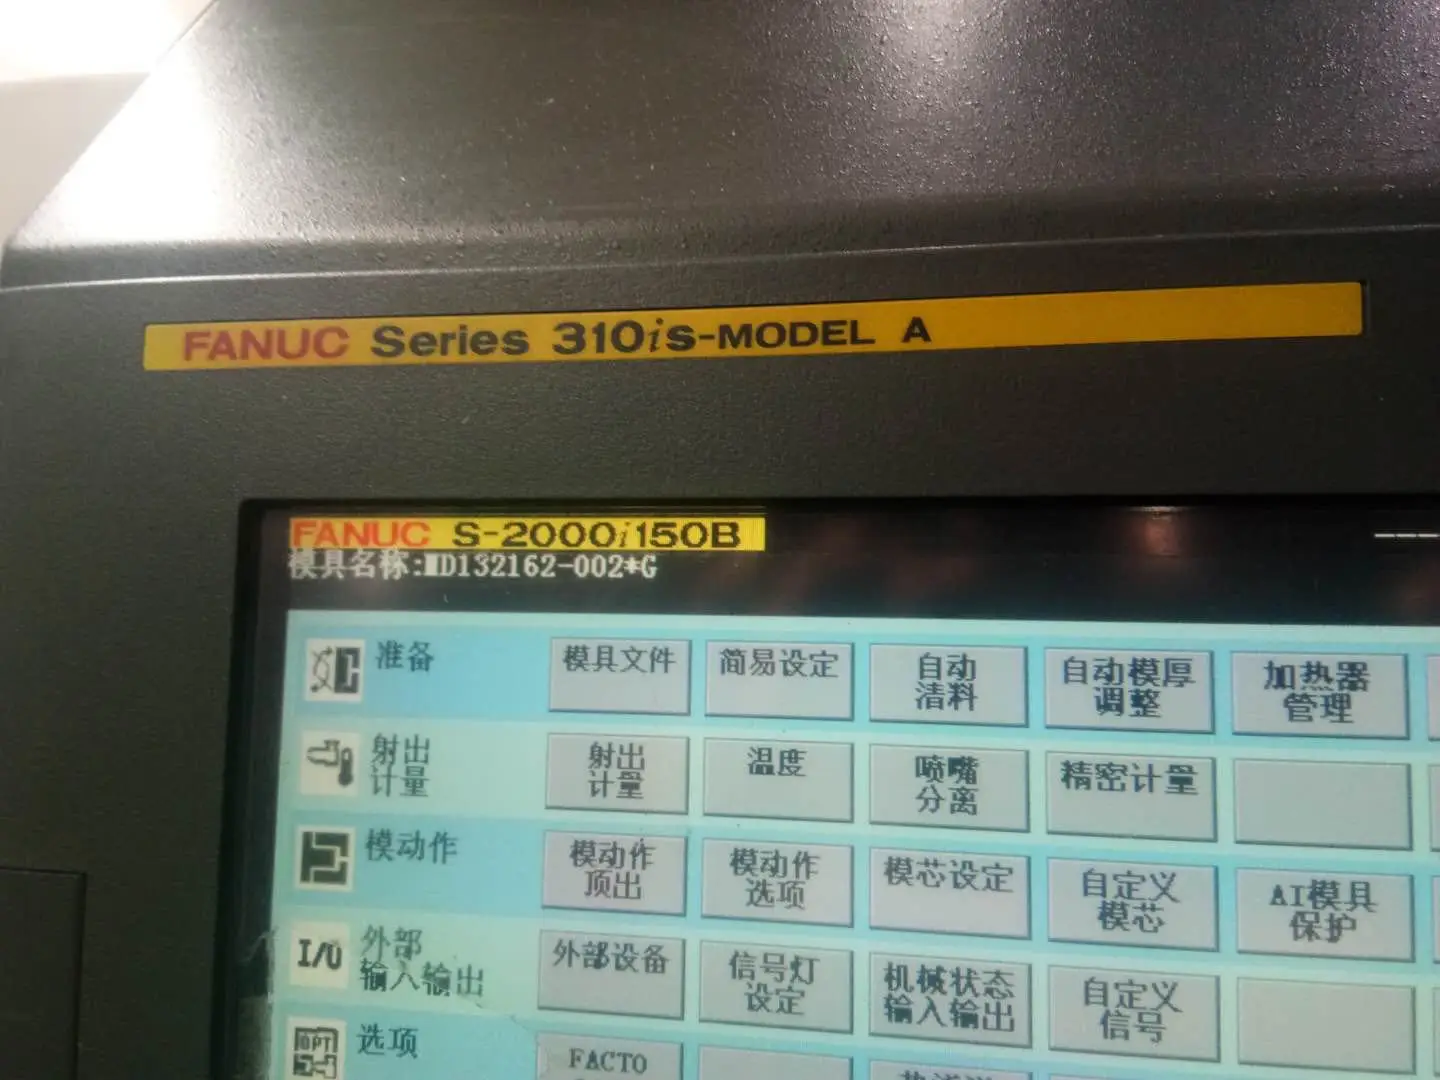 FANUC Series 310is-MODEL A
FANUC S-2000i150B
模具名称:MD132162-002*G
准备
模具文件
简易设定
自动
清料
自动模厚
调整
加热器
管理
射出
计量
射出
计量
温度
喷嘴
分离
精密计量
模动作
模动作
顶出
模动作
选项
模芯设定
自定义
模芯
AI模具
保护
I/O
外部
输入输出
外部设备
信号灯
设定
机械状态
输入输出
自定义
信号
OPT
选项
FACTO